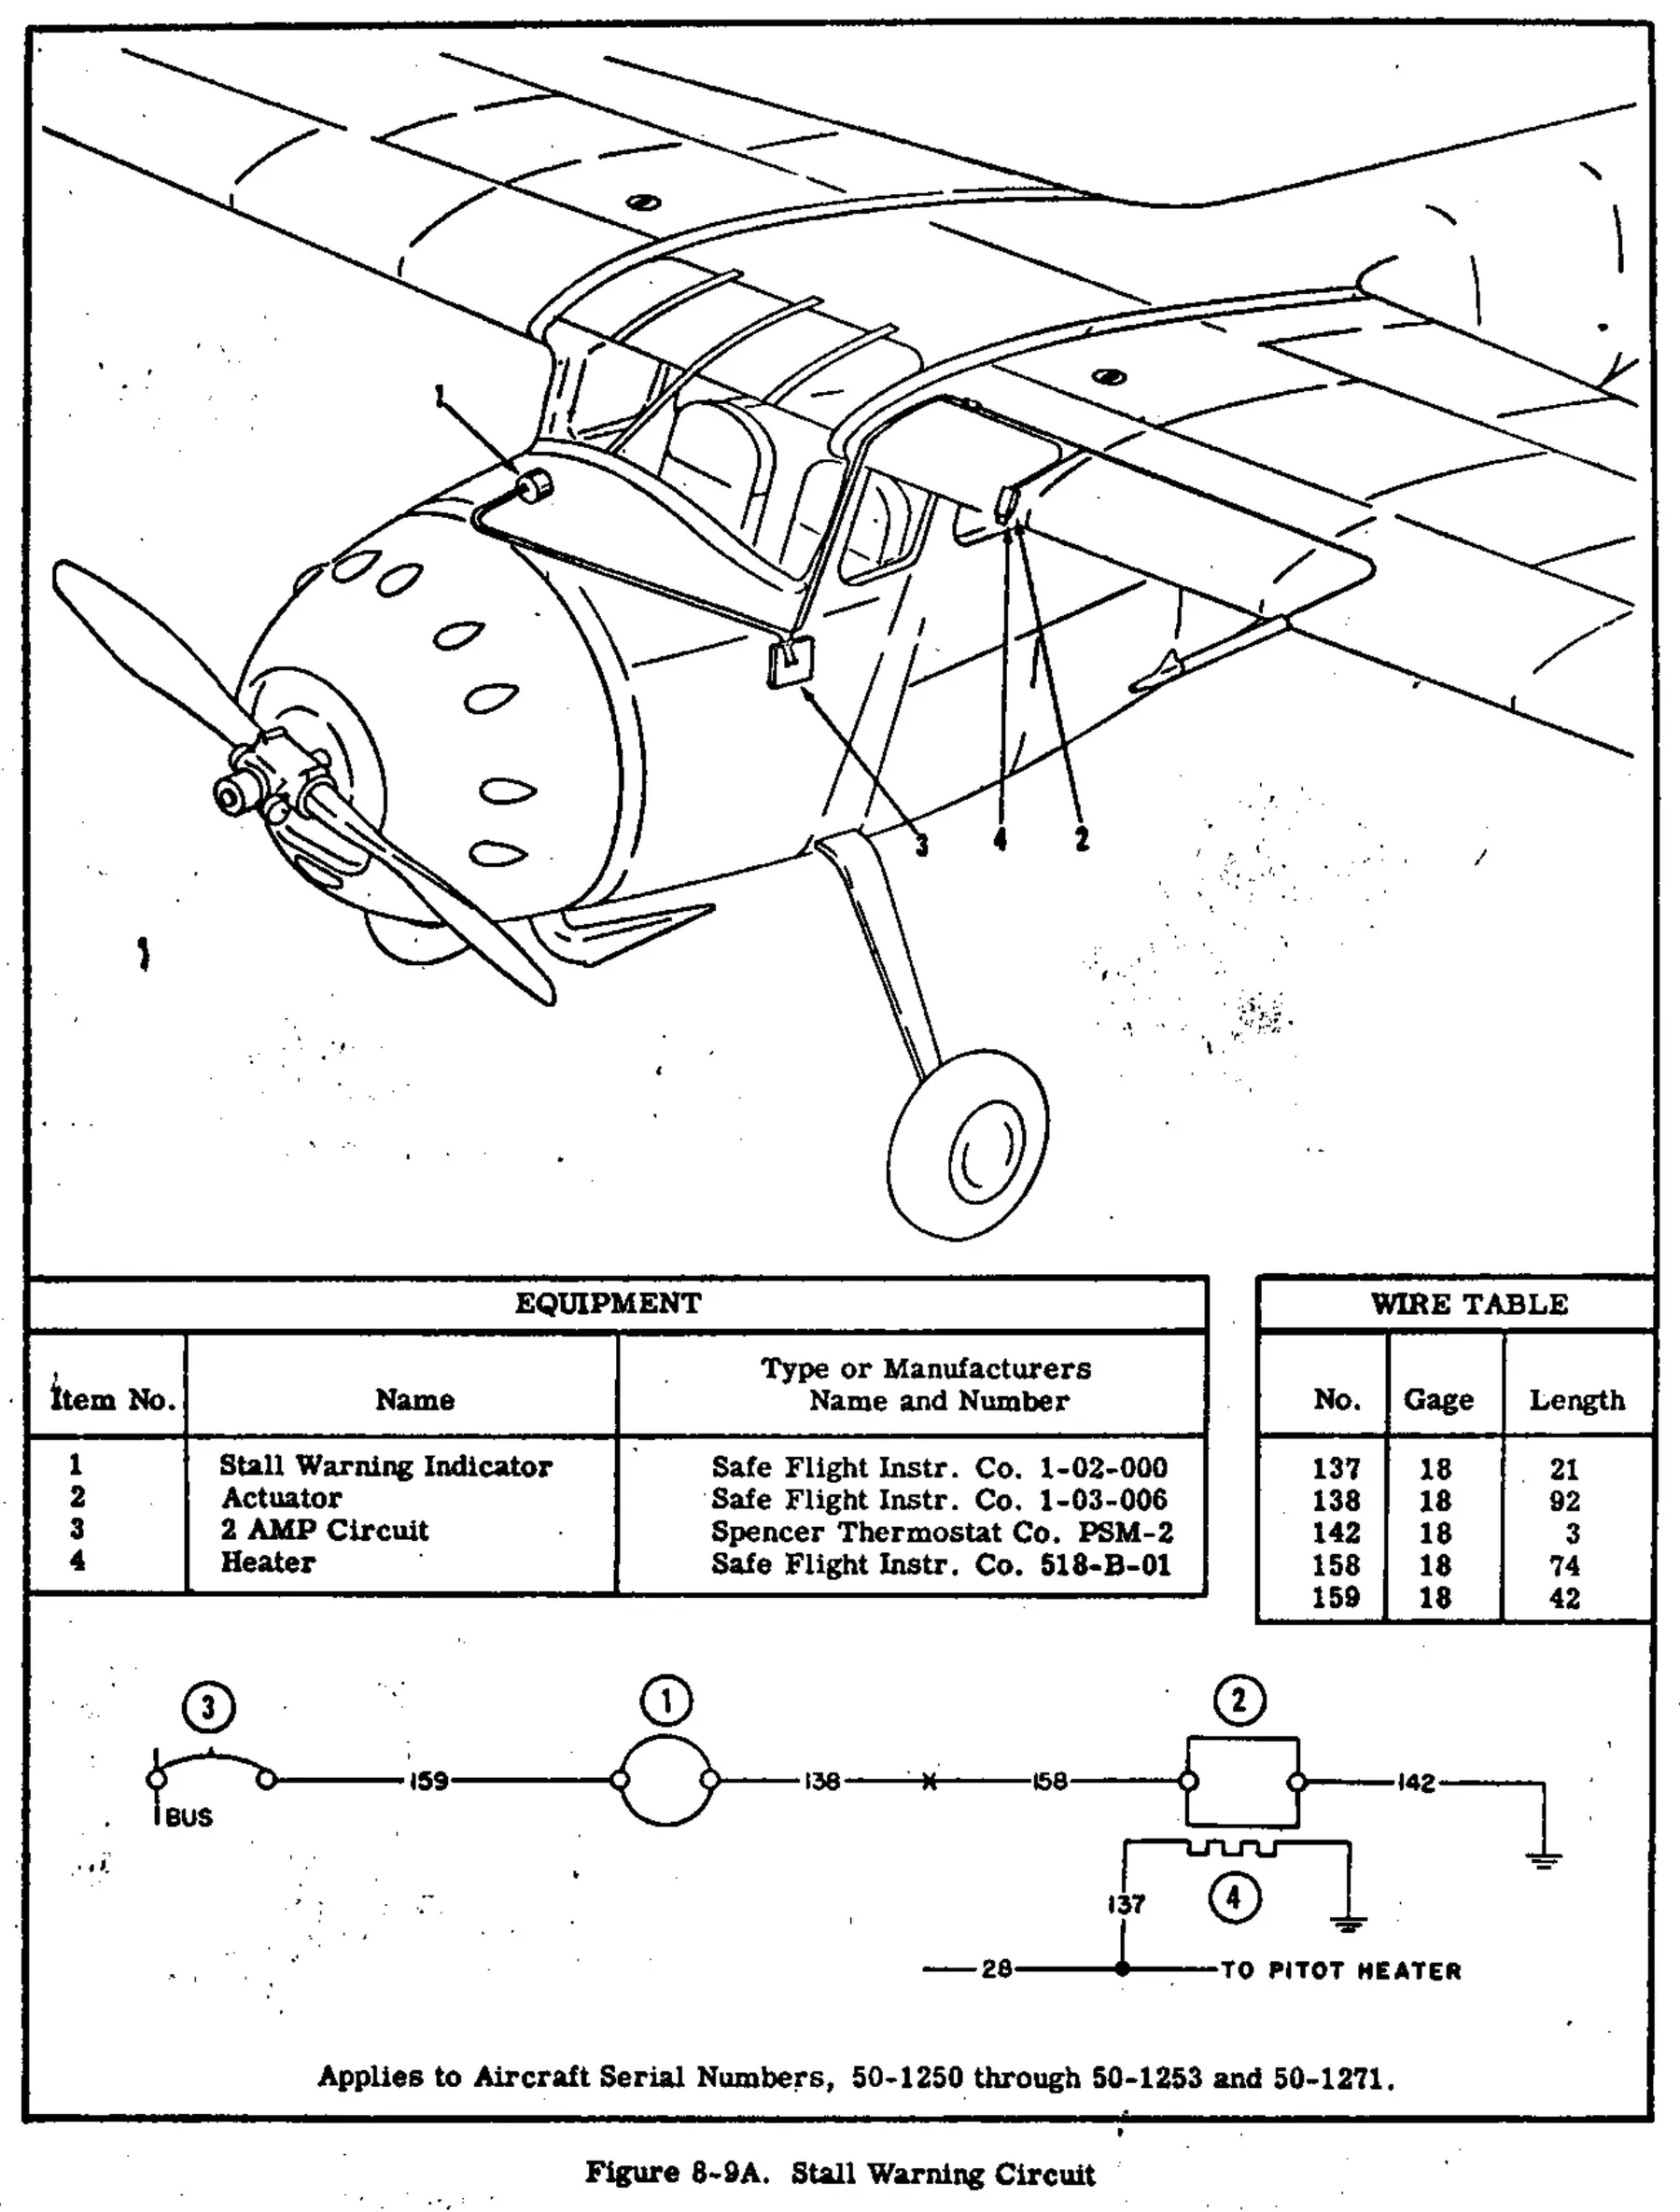 1
3
4
2
EQUIPMENT
Item No. Name Type or Manufacturers Name and Number
1 Stall Warning Indicator Safe Flight Instr. Co. 1-02-000
2 Actuator Safe Flight Instr. Co. 1-03-006
3 2 AMP Circuit Spencer Thermostat Co. PSM-2
4 Heater Safe Flight Instr. Co. 518-B-01
WIRE TABLE
No. Gage Length
137 18 21
138 18 92
142 18 3
158 18 74
159 18 42
3
1
2
159
138
158
142
BUS
137
4
28
TO PITOT HEATER
Applies to Aircraft Serial Numbers, 50-1250 through 50-1253 and 50-1271.
Figure 8-9A. Stall Warning Circuit